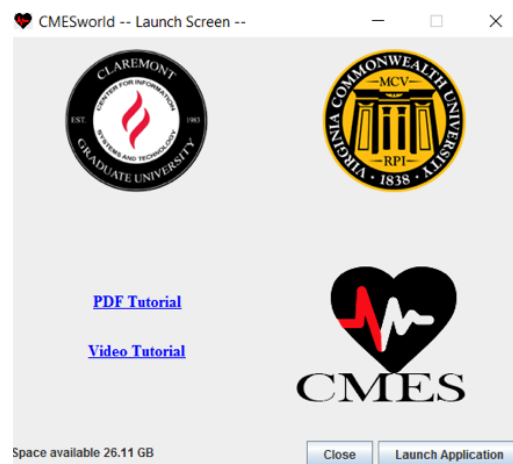 CMESworld -- Launch Screen --
CLAREMONT
CENTER FOR INFORMATION
EST. 1983
SYSTEMS AND TECHNOLOGY
GRADUATE UNIVERSITY
VIRGINIA COMMONWEALTH UNIVERSITY
MCV
RPI
1838
PDF Tutorial
Video Tutorial
CMES
Space available 26.11 GB
Close
Launch Application